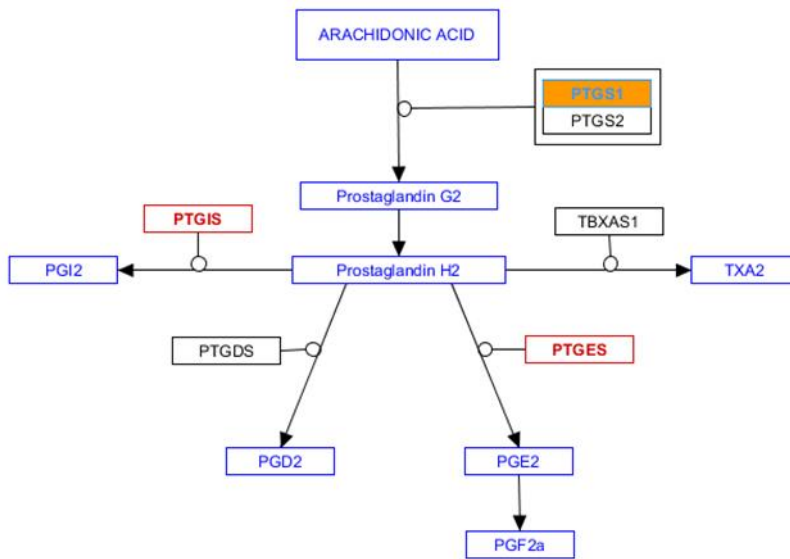 ARACHIDONIC ACID
PTGS1
PTGS2
Prostaglandin G2
PTGIS
TBXAS1
PGI2
Prostaglandin H2
TXA2
PTGDS
PTGES
PGD2
PGE2
PGF2a